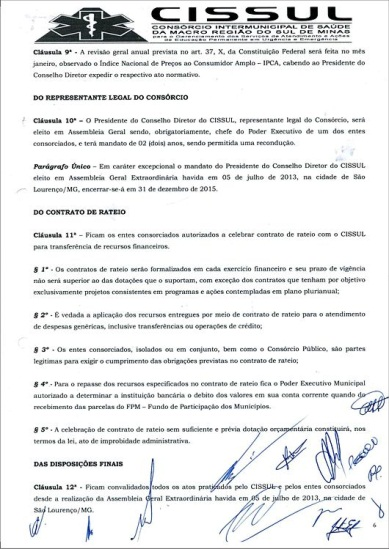 CISSUL
CONSÓRCIO INTERMUNICIPAL DE SAÚDE
DA MACRO REGIÃO DO SUL DE MINAS
para o Gerenciamento dos Serviços de Atendimento e Ações
de Educação Permanente em Urgência e Emergência
Cláusula 9ª - A revisão geral anual prevista no art. 37, X, da Constituição Federal será feita no mês
janeiro, observado o Índice Nacional de Preços ao Consumidor Amplo – IPCA, cabendo ao Presidente do
Conselho Diretor expedir o respectivo ato normativo.
DO REPRESENTANTE LEGAL DO CONSÓRCIO
Cláusula 10ª – O Presidente do Conselho Diretor do CISSUL, representante legal do Consórcio, será
eleito em Assembleia Geral sendo, obrigatoriamente, chefe do Poder Executivo de um dos entes
consorciados, e terá mandato de 02 (dois) anos, sendo permitida uma recondução.
Parágrafo Único – Em caráter excepcional o mandato do Presidente do Conselho Diretor do CISSUL
eleito em Assembleia Geral Extraordinária havida em 05 de julho de 2013, na cidade de São
Lourenço/MG, encerrar-se-á em 31 de dezembro de 2015.
DO CONTRATO DE RATEIO
Cláusula 11ª – Ficam os entes consorciados autorizados a celebrar contrato de rateio com o CISSUL
para transferência de recursos financeiros.
§ 1º - Os contratos de rateio serão formalizados em cada exercício financeiro e seu prazo de vigência
não será superior ao das dotações que o suportam, com exceção dos contratos que tenham por objetivo
exclusivamente projetos consistentes em programas e ações contempladas em plano plurianual;
§ 2º - É vedada a aplicação dos recursos entregues por meio de contrato de rateio para o atendimento
de despesas genéricas, inclusive transferências ou operações de crédito;
§ 3º - Os entes consorciados, isolados ou em conjunto, bem como o Consórcio Público, são partes
legítimas para exigir o cumprimento das obrigações previstas no contrato de rateio;
§ 4º - Para o repasse dos recursos especificados no contrato de rateio fica o Poder Executivo Municipal
autorizado a determinar a instituição bancária o debito dos valores em sua conta corrente quando do
recebimento das parcelas do FPM – Fundo de Participação dos Municípios.
§ 5º - A celebração de contrato de rateio sem suficiente e prévia dotação orçamentária constituirá, nos
termos da lei, ato de improbidade administrativa.
DAS DISPOSIÇÕES FINAIS
Cláusula 12ª - Ficam convalidados todos os atos praticados pelo CISSUL e pelos entes consorciados
desde a realização da Assembleia Geral Extraordinária havida em 05 de julho de 2013, na cidade de
São Lourenço/MG.